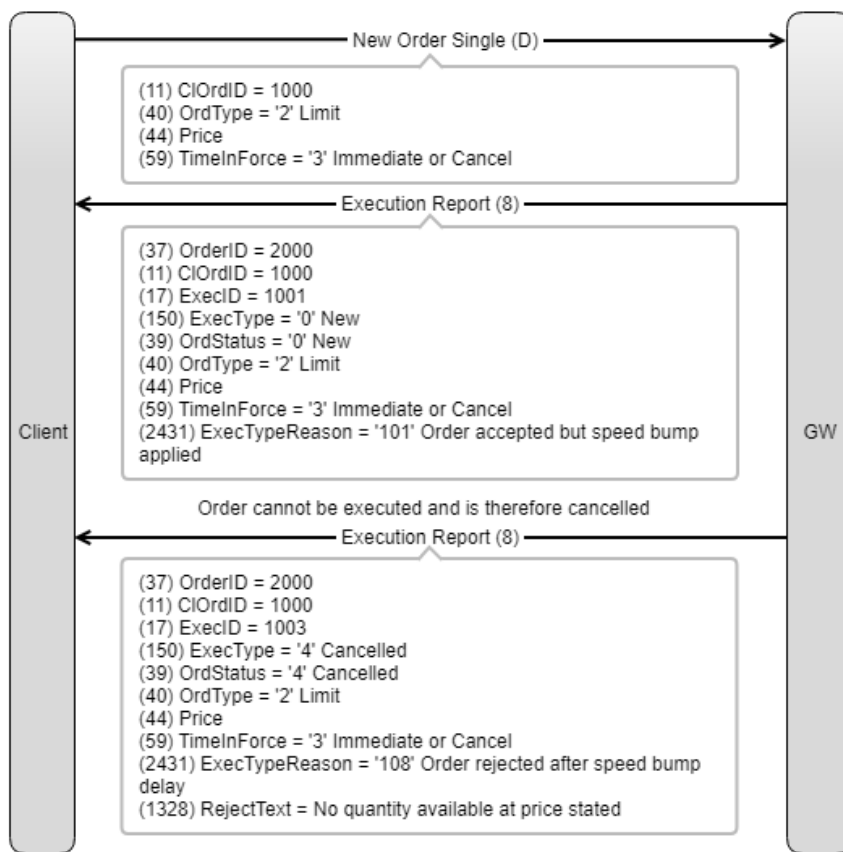 New Order Single (D)
(11) ClOrdID = 1000
(40) OrdType = '2' Limit
(44) Price
(59) TimeInForce = '3' Immediate or Cancel
Execution Report (8)
(37) OrderID = 2000
(11) ClOrdID = 1000
(17) ExecID = 1001
(150) ExecType = '0' New
(39) OrdStatus = '0' New
(40) OrdType = '2' Limit
(44) Price
(59) TimeInForce = '3' Immediate or Cancel
(2431) ExecTypeReason = '101' Order accepted but speed bump
applied
Client
GW
Order cannot be executed and is therefore cancelled
Execution Report (8)
(37) OrderID = 2000
(11) ClOrdID = 1000
(17) ExecID = 1003
(150) ExecType = '4' Cancelled
(39) OrdStatus = '4' Cancelled
(40) OrdType = '2' Limit
(44) Price
(59) TimeInForce = '3' Immediate or Cancel
(2431) ExecTypeReason = '108' Order rejected after speed bump
delay
(1328) RejectText = No quantity available at price stated